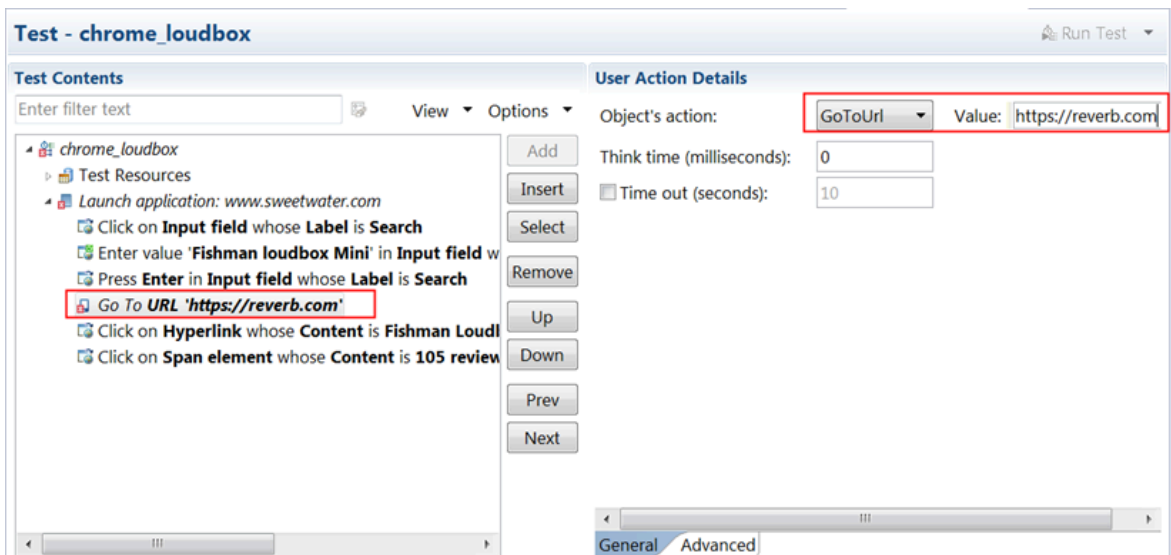 Test - chrome_loudbox
Run Test
Test Contents
User Action Details
Enter filter text
View
Options
Object's action:
GoToUrl
Value:
https://reverb.com
Think time (milliseconds):
0
Time out (seconds):
10
chrome_loudbox
Test Resources
Launch application: www.sweetwater.com
Click on Input field whose Label is Search
Enter value 'Fishman loudbox Mini' in Input field w
Press Enter in Input field whose Label is Search
Go To URL 'https://reverb.com'
Click on Hyperlink whose Content is Fishman Loud
Click on Span element whose Content is 105 review
Add
Insert
Select
Remove
Up
Down
Prev
Next
General
Advanced